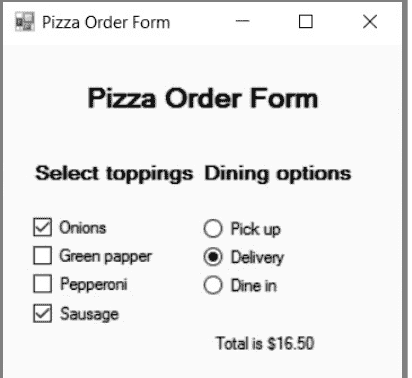 Pizza Order Form
Pizza Order Form
Select toppings Dining options
Onions Pick up
Green papper Delivery
Pepperoni Dine in
Sausage
Total is $16.50